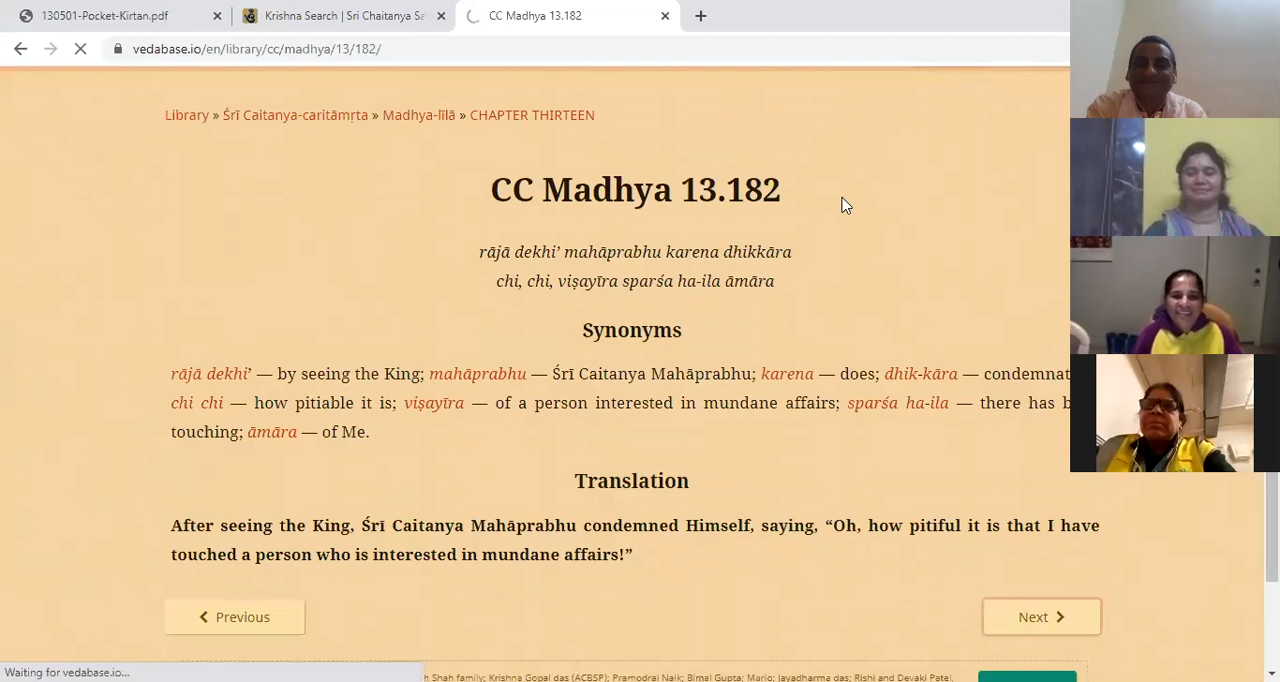 130501-Pocket-Kirtan.pdf
Krishna Search | Sri Chaitanya Sa
CC Madhya 13.182
vedabase.io/en/library/cc/madhya/13/182/
Library » Śrī Caitanya-caritāmṛta » Madhya-līlā » CHAPTER THIRTEEN
CC Madhya 13.182
rājā dekhi’ mahāprabhu karena dhikkāra
chi, chi, viṣayīra sparśa ha-ila āmāra
Synonyms
rājā dekhi’ — by seeing the King; mahāprabhu — Śrī Caitanya Mahāprabhu; karena — does; dhik-kāra — condemnat
chi chi — how pitiable it is; viṣayīra — of a person interested in mundane affairs; sparśa ha-ila — there has b
touching; āmāra — of Me.
Translation
After seeing the King, Śrī Caitanya Mahāprabhu condemned Himself, saying, “Oh, how pitiful it is that I have
touched a person who is interested in mundane affairs!”
Previous
Next
Waiting for vedabase.io...
h Shah family; Krishna Gopal das (ACBSP); Pramodrai Naik; Bimal Gupta; Mario; Jayadharma das; Rishi and Devaki Patel.